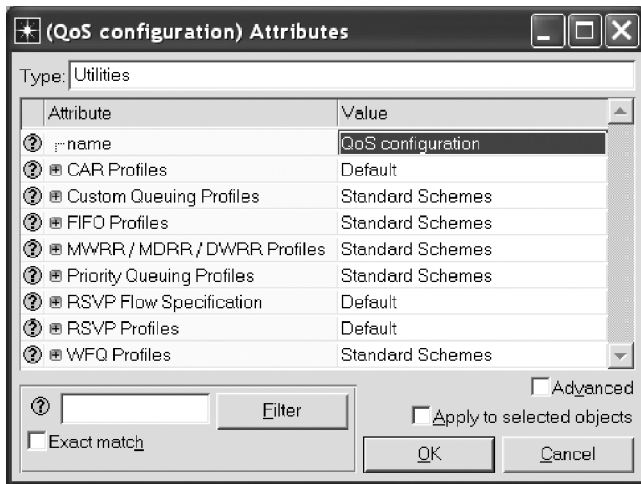 (QoS configuration) Attributes
Type: Utilities
Attribute Value
name QoS configuration
CAR Profiles Default
Custom Queuing Profiles Standard Schemes
FIFO Profiles Standard Schemes
MWRR / MDRR / DWRR Profiles Standard Schemes
Priority Queuing Profiles Standard Schemes
RSVP Flow Specification Default
RSVP Profiles Default
WFQ Profiles Standard Schemes
Advanced
Filter
Apply to selected objects
Exact match
OK Cancel